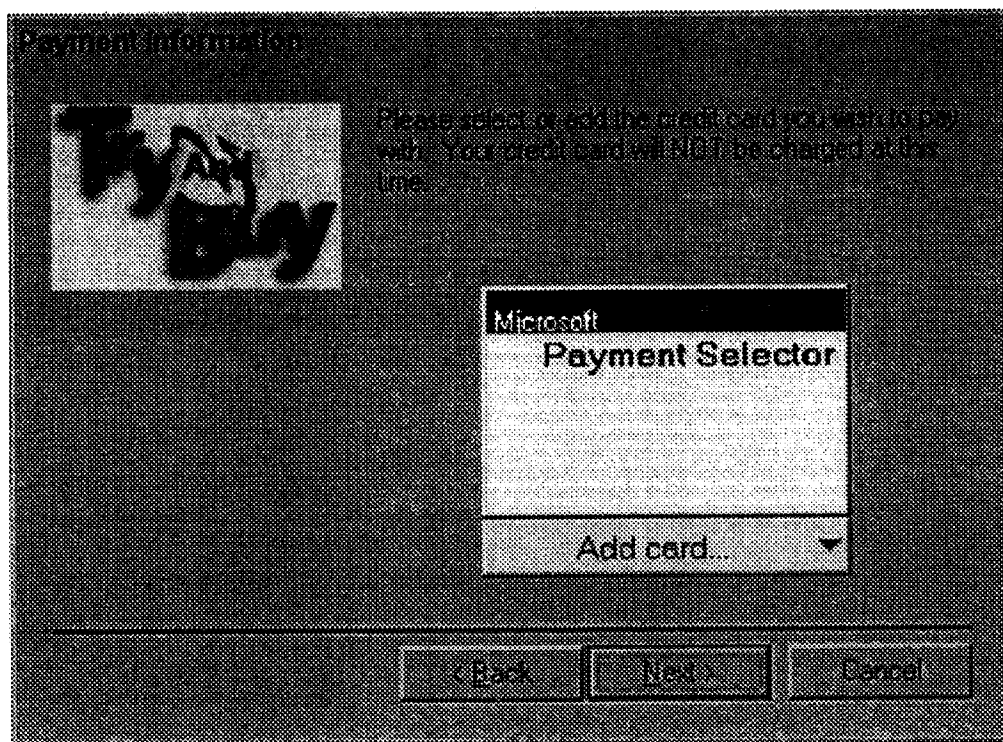 Payment Information
Try
And
Buy
Please select or add the credit card you wish to pay
with. Your credit card will NOT be charged at this
time.
Microsoft
Payment Selector
Add card...
< Back
Next >
Cancel